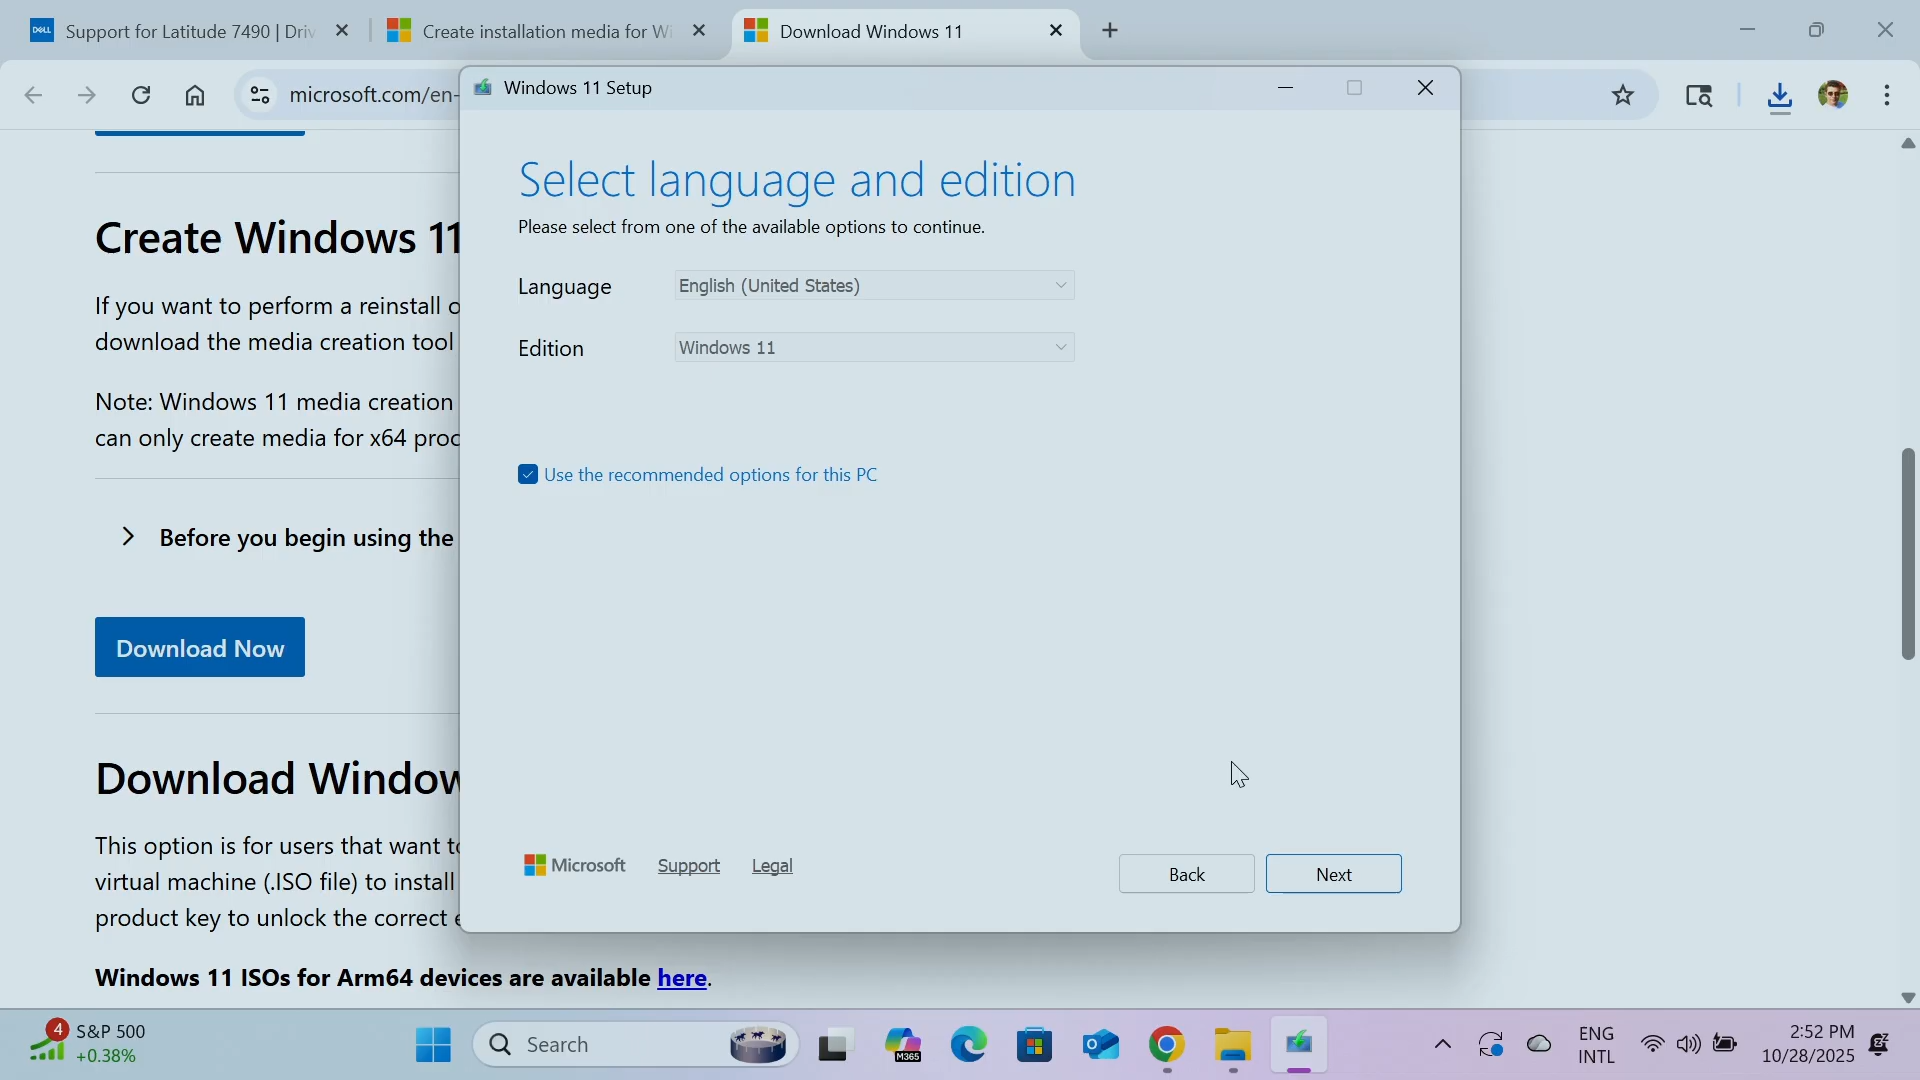 Support for Latitude 7490 | Driv
Create installation media for Wi
Download Windows 11
microsoft.com/en-
Windows 11 Setup
Select language and edition
Please select from one of the available options to continue.
Language
English (United States)
Edition
Windows 11
Use the recommended options for this PC
Microsoft
Support
Legal
Back
Next
Create Windows 11
If you want to perform a reinstall o
download the media creation tool
Note: Windows 11 media creation
can only create media for x64 proc
Before you begin using the
Download Now
Download Window
This option is for users that want to
virtual machine (.ISO file) to install
product key to unlock the correct e
Windows 11 ISOs for Arm64 devices are available here.
4
S&P 500
+0.38%
Search
M365
ENG
INTL
2:52 PM
10/28/2025
DELL